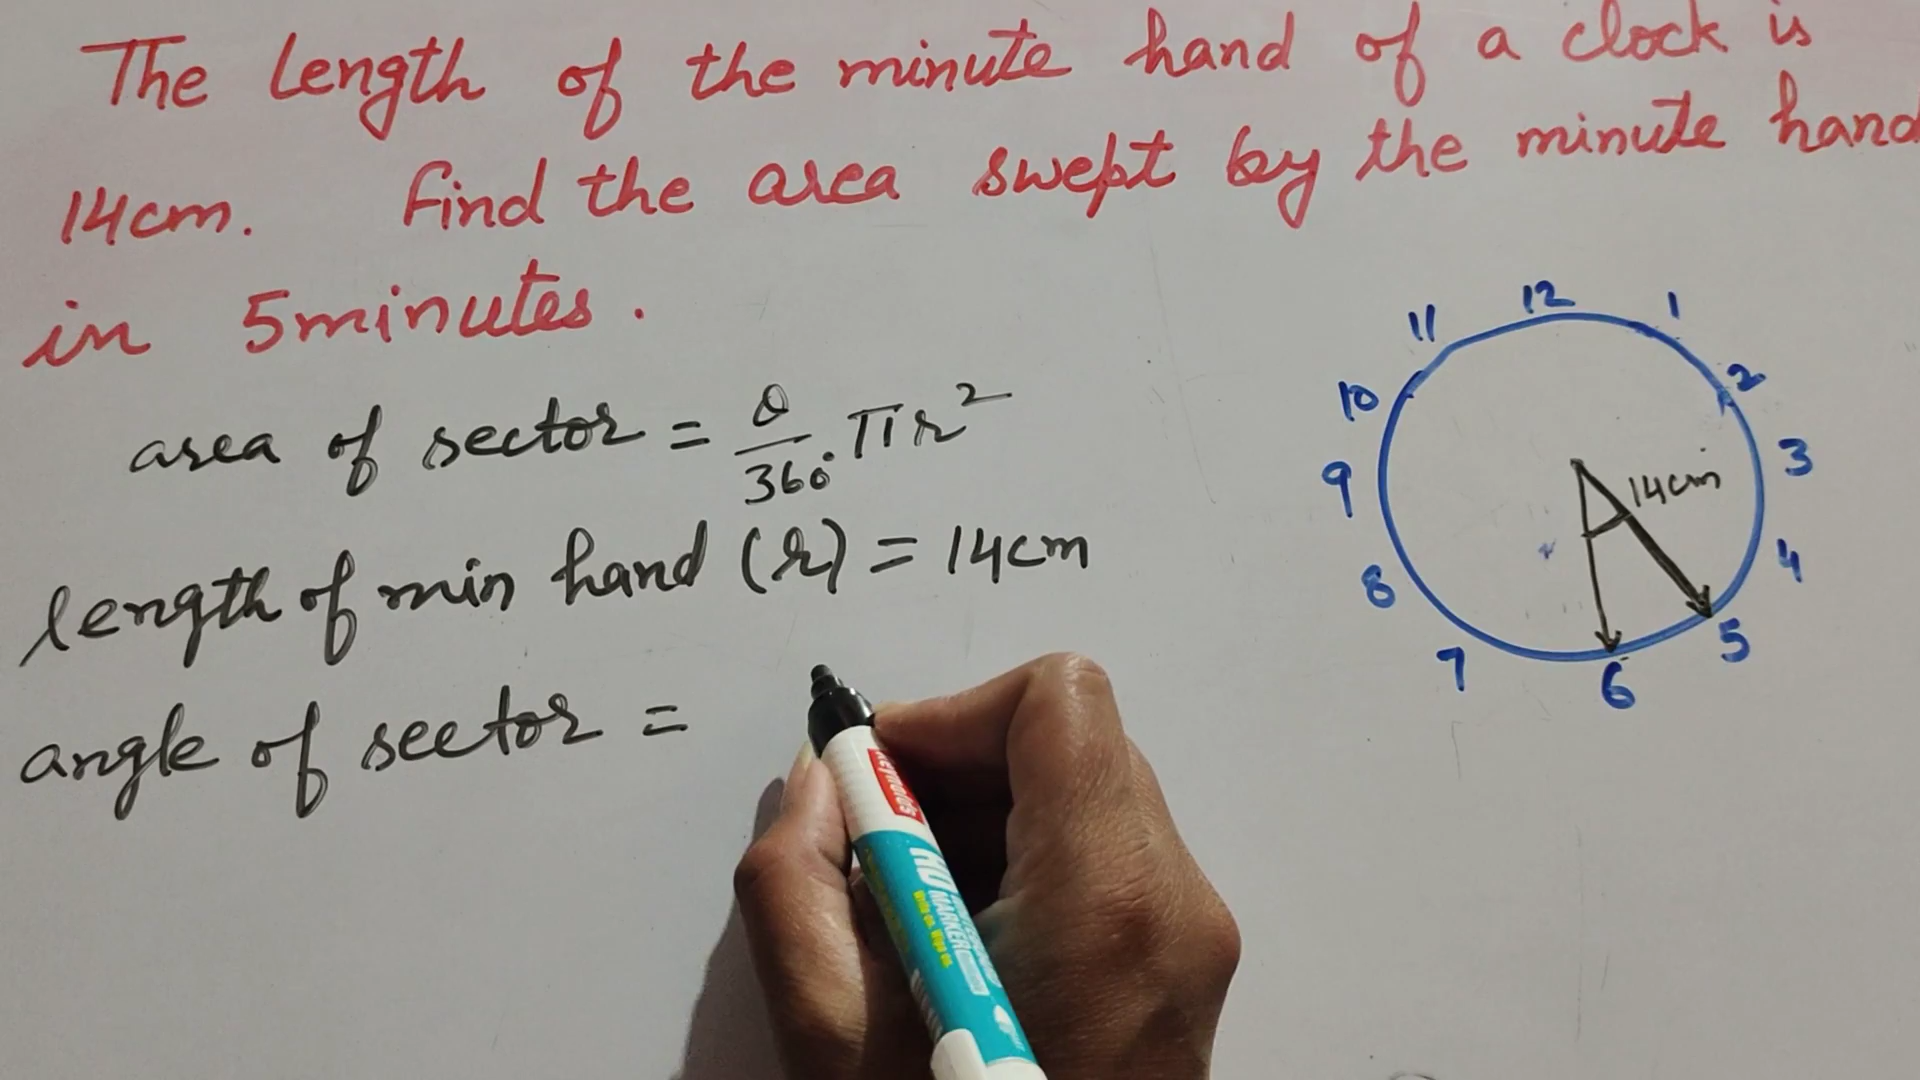 The length of the minute hand of a clock is
14cm. Find the area swept by the minute hand
in 5minutes.
area of sector = θ/360° πr²
length of min hand (r) = 14cm
angle of sector =
12
1
2
3
4
5
6
7
8
9
10
11
14cm
HD
MARKER